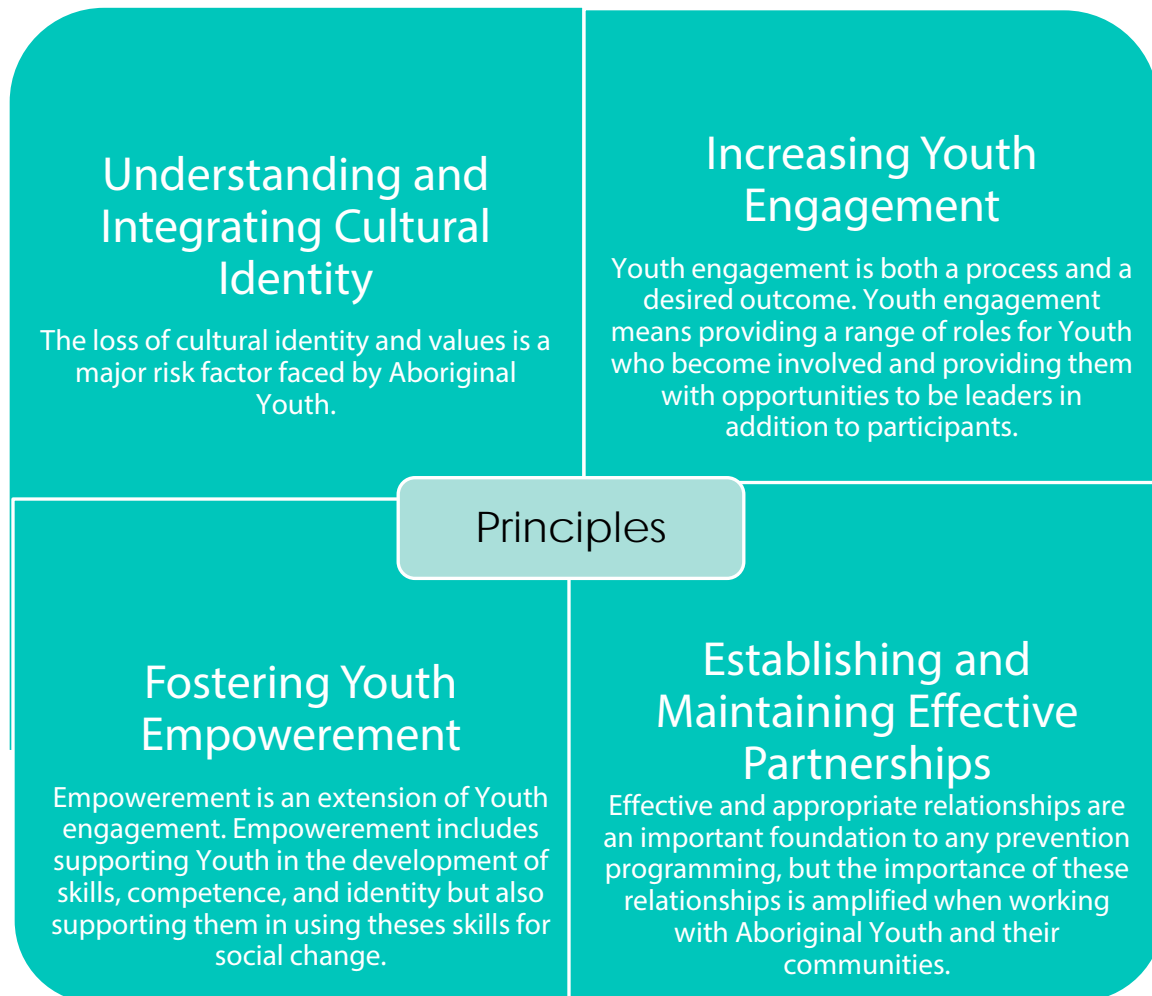 Understanding and
Integrating Cultural
Identity
The loss of cultural identity and values is a
major risk factor faced by Aboriginal
Youth.
Increasing Youth
Engagement
Youth engagement is both a process and a
desired outcome. Youth engagement
means providing a range of roles for Youth
who become involved and providing them
with opportunities to be leaders in
addition to participants.
Principles
Fostering Youth
Empowerement
Empowerement is an extension of Youth
engagement. Empowerement includes
supporting Youth in the development of
skills, competence, and identity but also
supporting them in using theses skills for
social change.
Establishing and
Maintaining Effective
Partnerships
Effective and appropriate relationships are
an important foundation to any prevention
programming, but the importance of these
relationships is amplified when working
with Aboriginal Youth and their
communities.